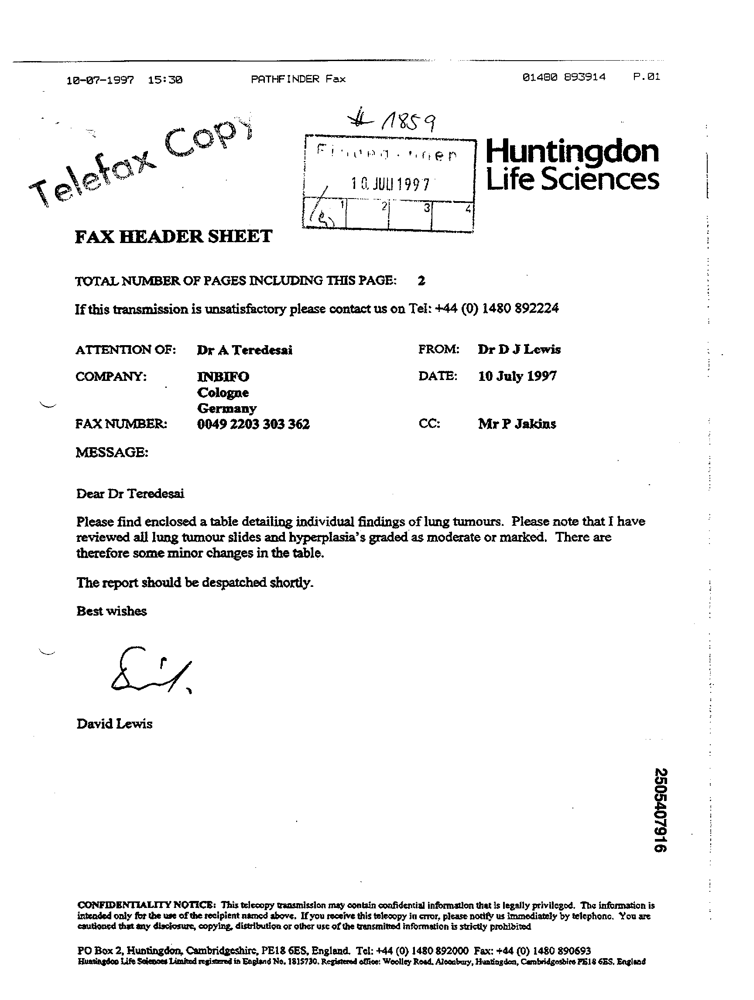 10-07-1997 15:30 PATHFINDER Fax 01480 893914 P.01
Telefax Copy
# 1859
10. JULI 1997
1 2 3 4
Huntingdon
Life Sciences
FAX HEADER SHEET
TOTAL NUMBER OF PAGES INCLUDING THIS PAGE: 2
If this transmission is unsatisfactory please contact us on Tel: +44 (0) 1480 892224
ATTENTION OF: Dr A Teredesai FROM: Dr D J Lewis
COMPANY: INBIFO DATE: 10 July 1997
Cologne
Germany
FAX NUMBER: 0049 2203 303 362 CC: Mr P Jakins
MESSAGE:
Dear Dr Teredesai
Please find enclosed a table detailing individual findings of lung tumours. Please note that I have
reviewed all lung tumour slides and hyperplasia's graded as moderate or marked. There are
therefore some minor changes in the table.
The report should be despatched shortly.
Best wishes
David Lewis
2505407916
CONFIDENTIALITY NOTICE: This telecopy transmission may contain confidential information that is legally privileged. The information is
intended only for the use of the recipient named above. If you receive this telecopy in error, please notify us immediately by telephone. You are
cautioned that any disclosure, copying, distribution or other use of the transmitted information is strictly prohibited
PO Box 2, Huntingdon, Cambridgeshire, PE18 6ES, England. Tel: +44 (0) 1480 892000 Fax: +44 (0) 1480 890693
Huntingdon Life Sciences Limited registered in England No. 1815730. Registered office: Woolley Road, Alconbury, Huntingdon, Cambridgeshire PE18 6ES. England